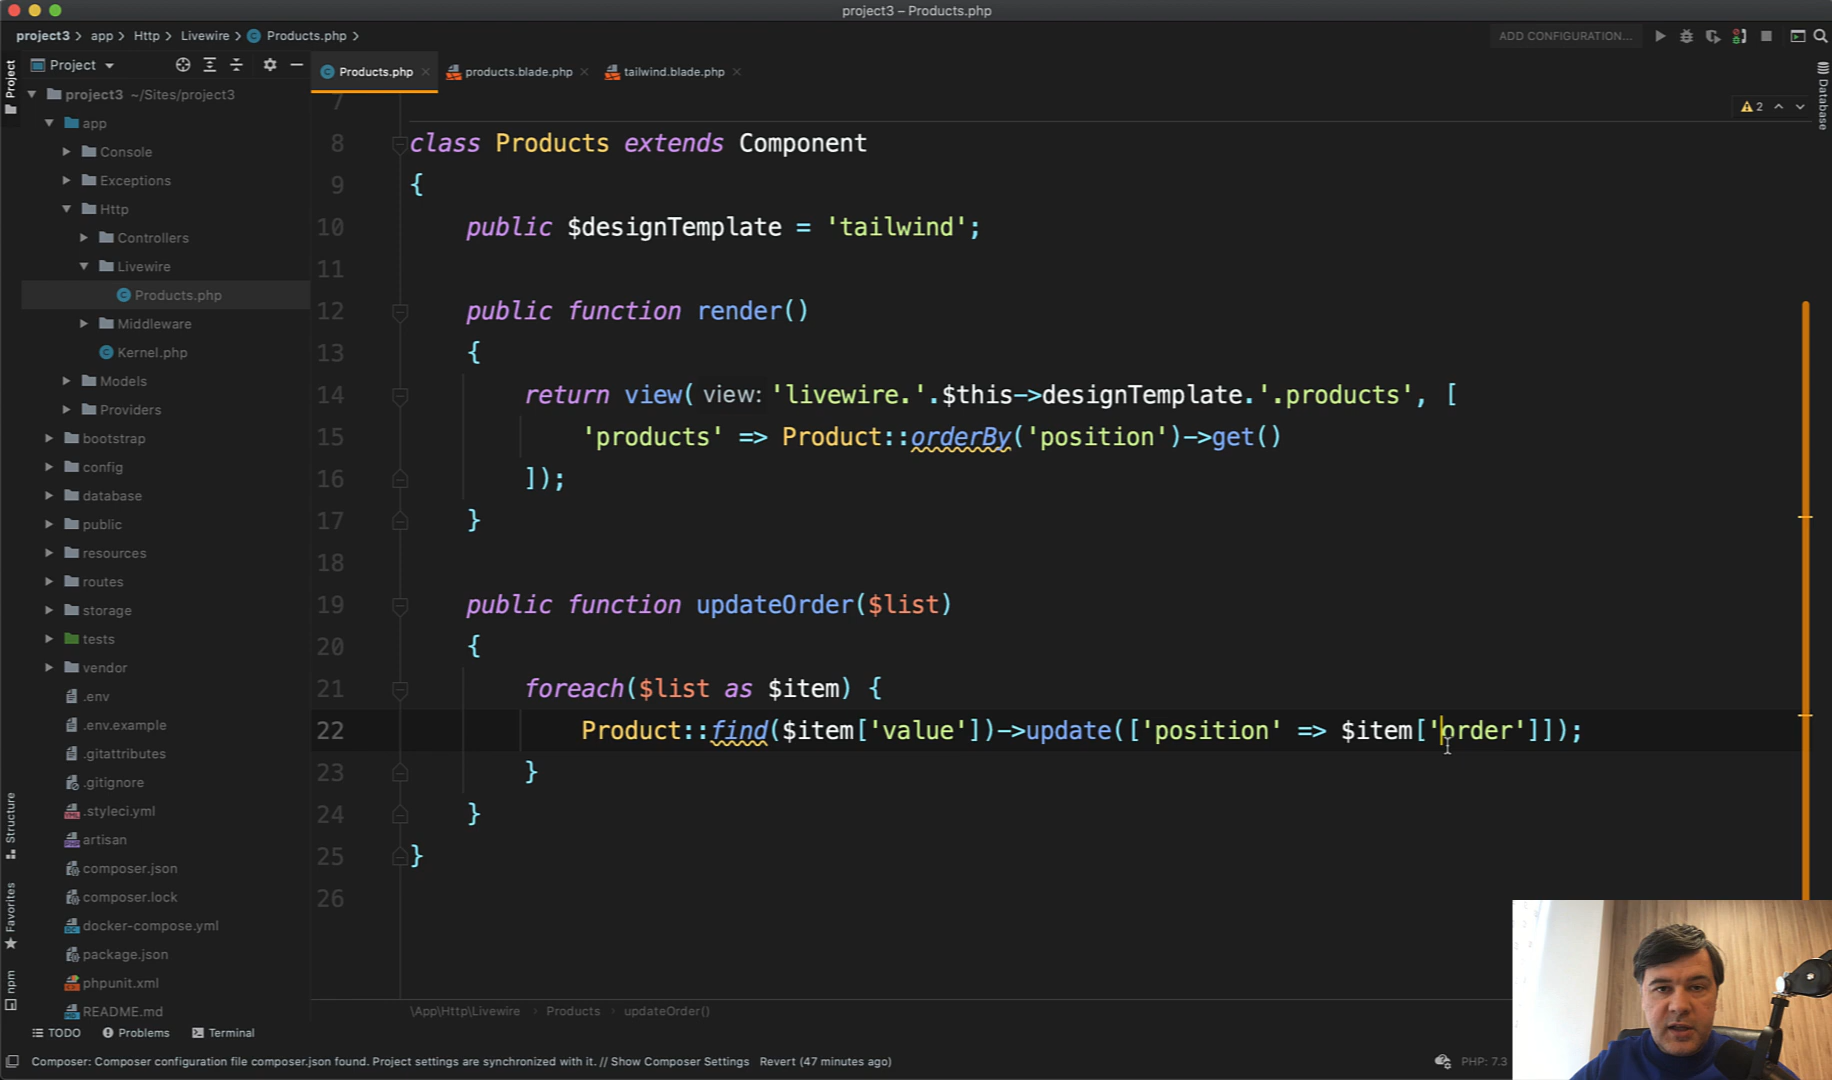 project3 – Products.php
project3 app Http Livewire Products.php
ADD CONFIGURATION...
Project
Products.php
products.blade.php
tailwind.blade.php
2
Project
Database
project3 ~/Sites/project3
app
Console
Exceptions
Http
Controllers
Livewire
Products.php
Middleware
Kernel.php
Models
Providers
bootstrap
config
database
public
resources
routes
storage
tests
vendor
.env
.env.example
.gitattributes
.gitignore
.styleci.yml
artisan
composer.json
composer.lock
docker-compose.yml
package.json
phpunit.xml
README.md
Structure
Favorites
npm
7
8 class Products extends Component
9 {
10 public $designTemplate = 'tailwind';
11
12 public function render()
13 {
14 return view( view: 'livewire.'.$this->designTemplate.'.products', [
15 'products' => Product::orderBy('position')->get()
16 ]);
17 }
18
19 public function updateOrder($list)
20 {
21 foreach($list as $item) {
22 Product::find($item['value'])->update(['position' => $item['order']]);
23 }
24 }
25 }
26
\App\Http\Livewire Products updateOrder()
TODO Problems Terminal
Composer: Composer configuration file composer.json found. Project settings are synchronized with it. // Show Composer Settings Revert (47 minutes ago)
PHP: 7.3